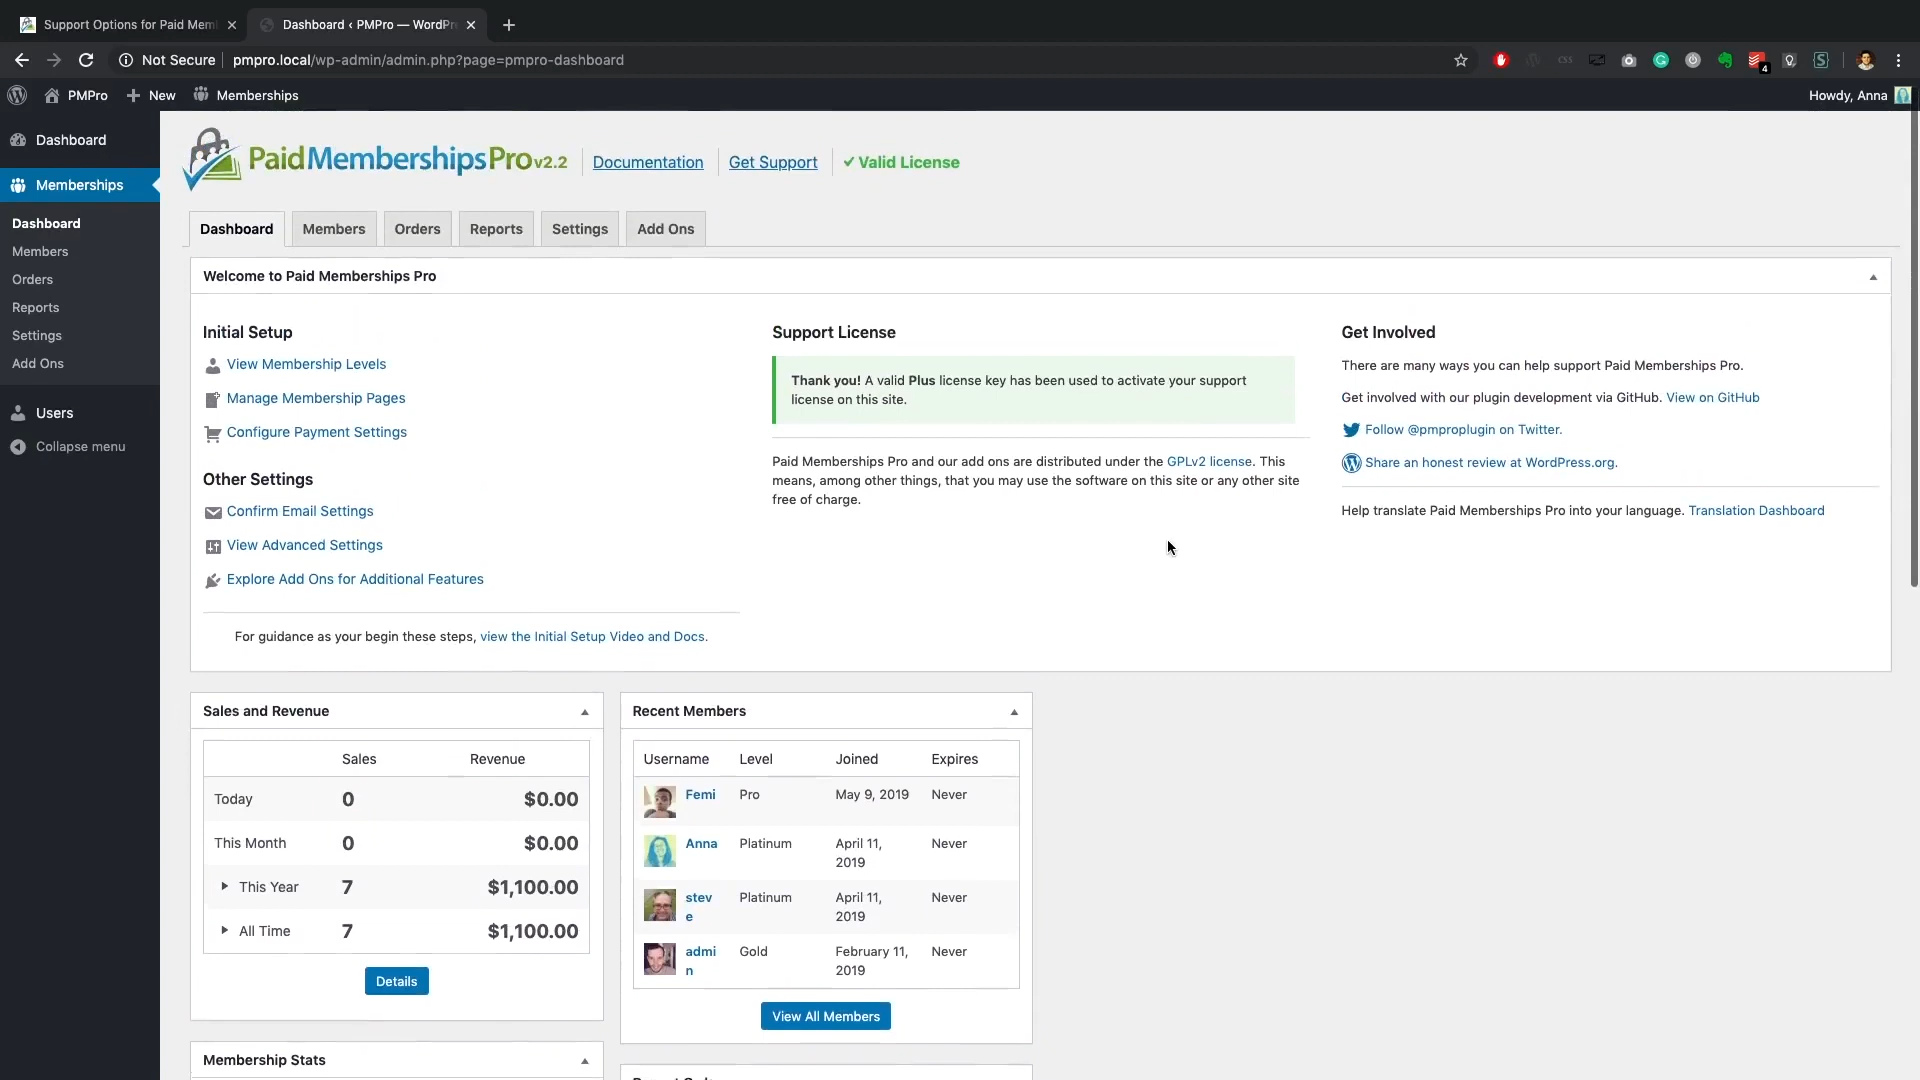 Support Options for Paid Mem
Dashboard ‹ PMPro — WordPr
Not Secure
pmpro.local/wp-admin/admin.php?page=pmpro-dashboard
CSS
4
PMPro
New
Memberships
Howdy, Anna
Dashboard
Memberships
Dashboard
Members
Orders
Reports
Settings
Add Ons
Users
Collapse menu
PaidMembershipsPro v2.2
Documentation
Get Support
Valid License
Dashboard
Members
Orders
Reports
Settings
Add Ons
Welcome to Paid Memberships Pro
Initial Setup
View Membership Levels
Manage Membership Pages
Configure Payment Settings
Other Settings
Confirm Email Settings
View Advanced Settings
Explore Add Ons for Additional Features
For guidance as your begin these steps, view the Initial Setup Video and Docs.
Support License
Thank you! A valid Plus license key has been used to activate your support
license on this site.
Paid Memberships Pro and our add ons are distributed under the GPLv2 license. This
means, among other things, that you may use the software on this site or any other site
free of charge.
Get Involved
There are many ways you can help support Paid Memberships Pro.
Get involved with our plugin development via GitHub. View on GitHub
Follow @pmproplugin on Twitter.
Share an honest review at WordPress.org.
Help translate Paid Memberships Pro into your language. Translation Dashboard
Sales and Revenue
Sales Revenue
Today 0 $0.00
This Month 0 $0.00
This Year 7 $1,100.00
All Time 7 $1,100.00
Details
Recent Members
Username Level Joined Expires
Femi Pro May 9, 2019 Never
Anna Platinum April 11, Never
2019
stev Platinum April 11, Never
e 2019
admi Gold February 11, Never
n 2019
View All Members
Membership Stats